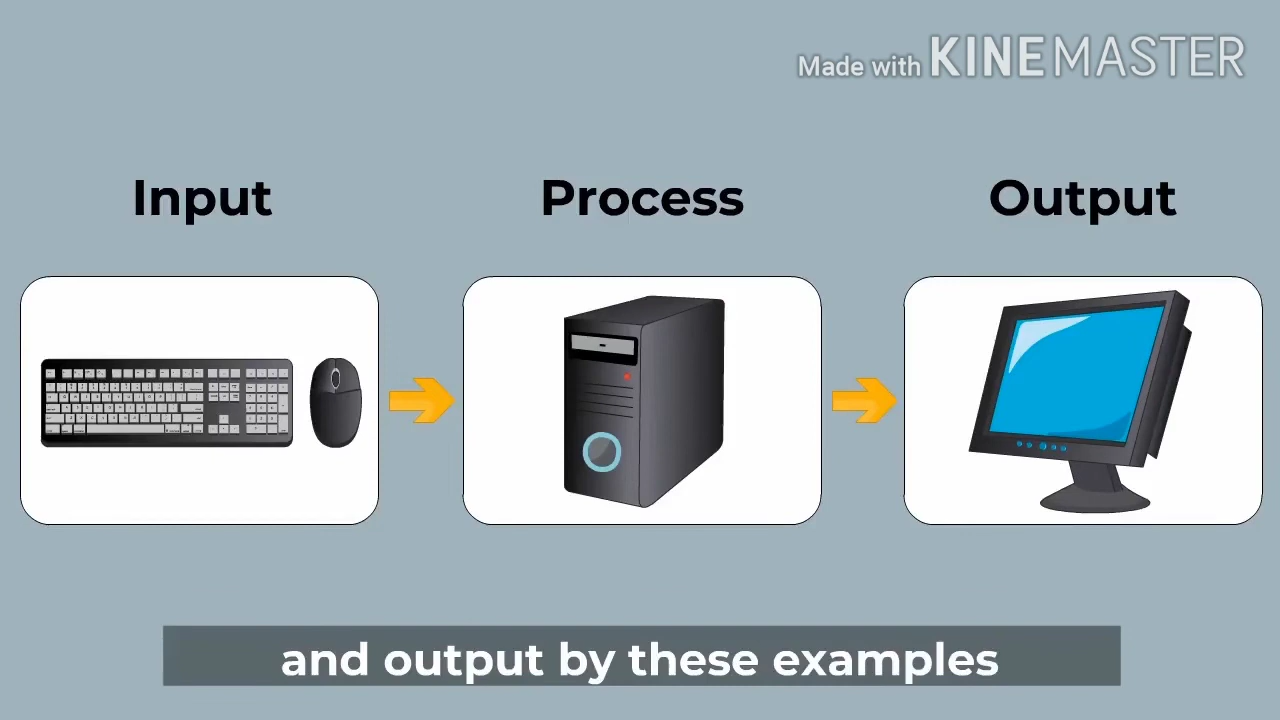 Made with KINEMASTER
Input
Process
Output
and output by these examples